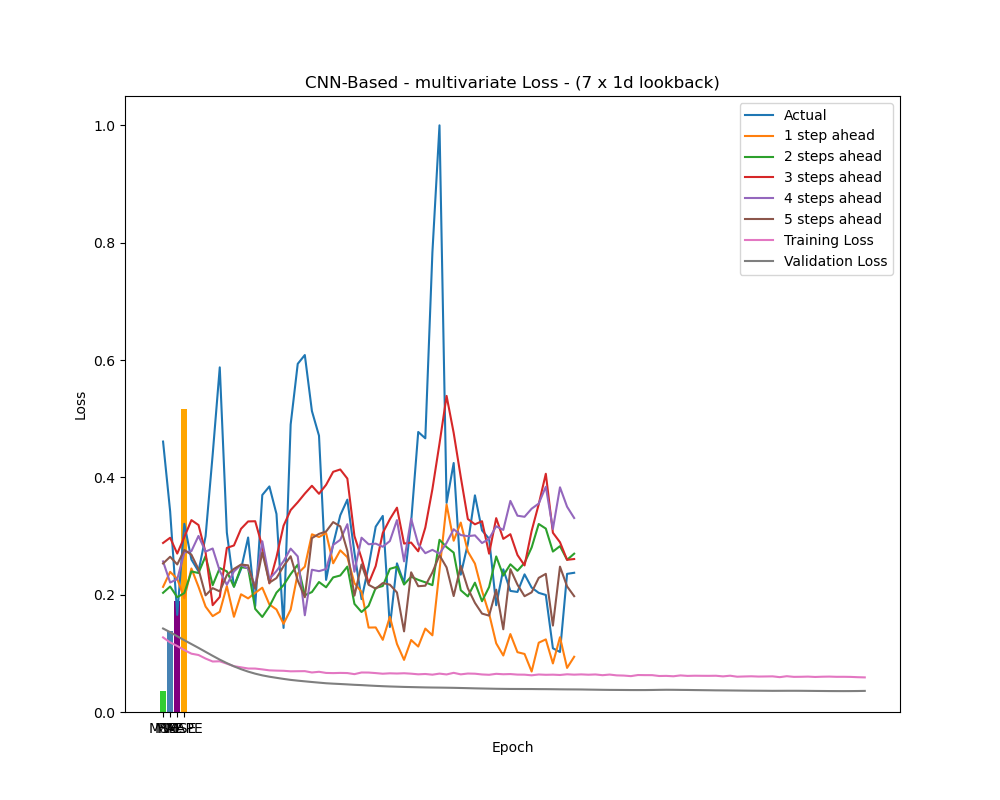 CNN-Based - multivariate Loss - (7 x 1d lookback)
Actual
1 step ahead
2 steps ahead
3 steps ahead
4 steps ahead
5 steps ahead
Training Loss
Validation Loss
1.0
0.8
0.6
0.4
0.2
0.0
Loss
Epoch